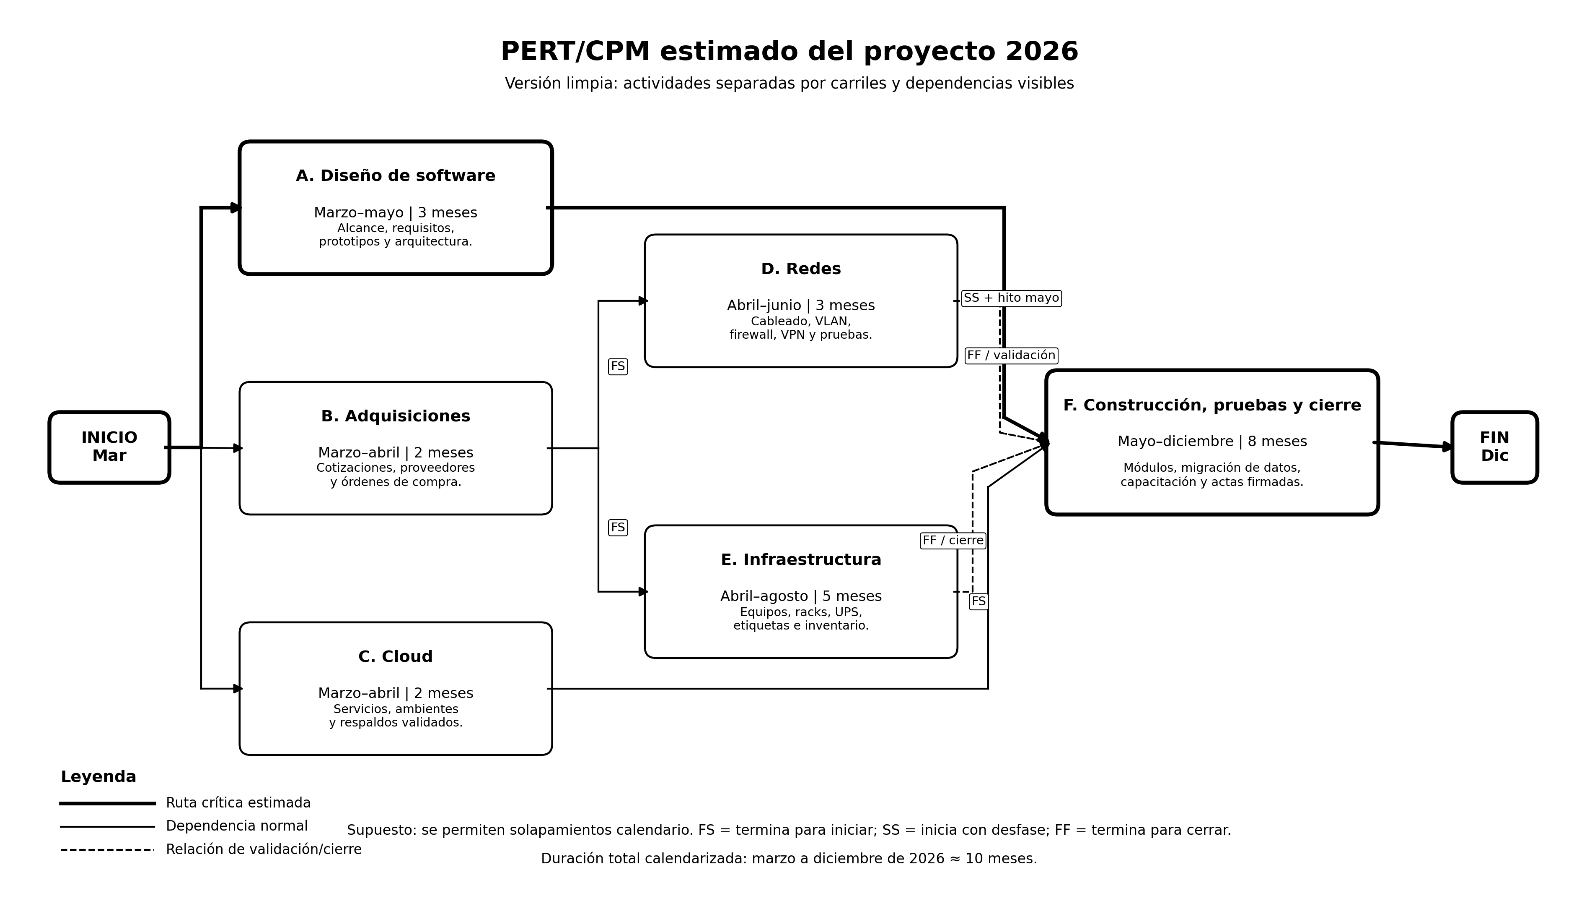 PERT/CPM estimado del proyecto 2026
Versión limpia: actividades separadas por carriles y dependencias visibles
A. Diseño de software
Marzo–mayo | 3 meses
Alcance, requisitos,
prototipos y arquitectura.
D. Redes
Abril–junio | 3 meses
Cableado, VLAN,
firewall, VPN y pruebas.
SS + hito mayo
FF / validación
FS
B. Adquisiciones
Marzo–abril | 2 meses
Cotizaciones, proveedores
y órdenes de compra.
INICIO
Mar
F. Construcción, pruebas y cierre
Mayo–diciembre | 8 meses
Módulos, migración de datos,
capacitación y actas firmadas.
FIN
Dic
FS
FF / cierre
E. Infraestructura
Abril–agosto | 5 meses
Equipos, racks, UPS,
etiquetas e inventario.
FS
C. Cloud
Marzo–abril | 2 meses
Servicios, ambientes
y respaldos validados.
Leyenda
Ruta crítica estimada
Dependencia normal
Relación de validación/cierre
Supuesto: se permiten solapamientos calendario. FS = termina para iniciar; SS = inicia con desfase; FF = termina para cerrar.
Duración total calendarizada: marzo a diciembre de 2026 ≈ 10 meses.